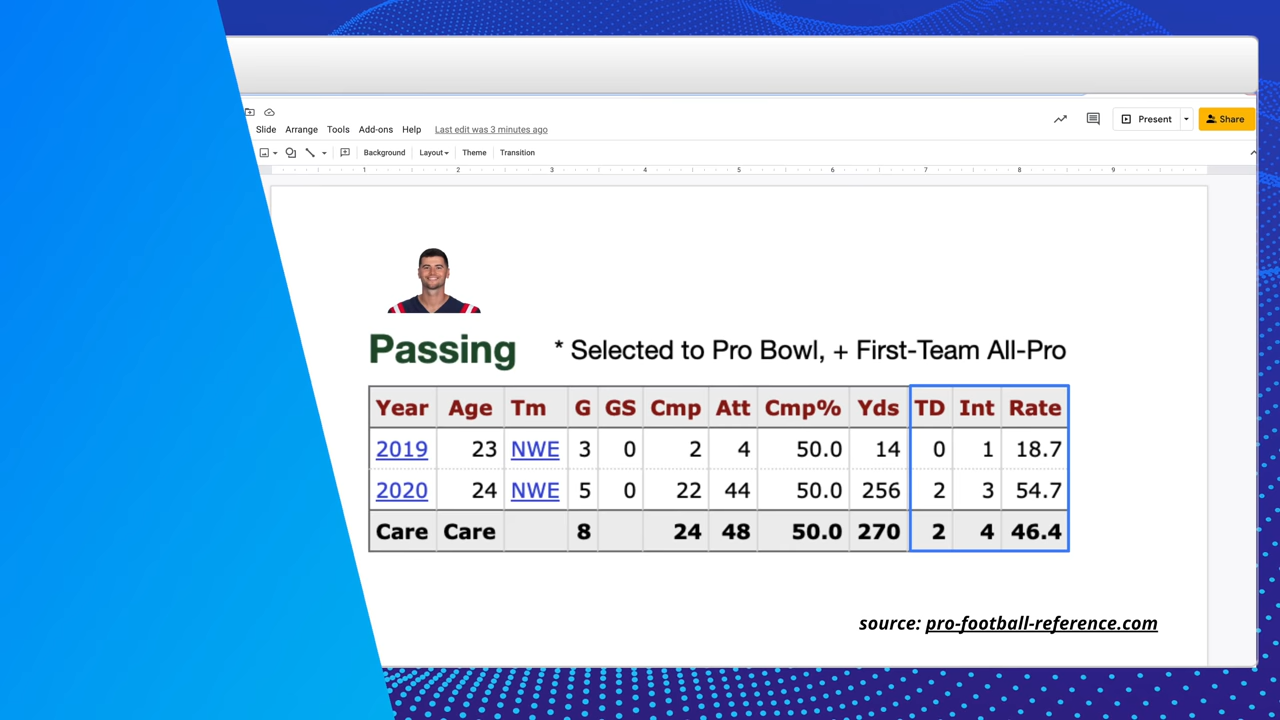 Slide Arrange Tools Add-ons Help Last edit was 3 minutes ago Present Share
Background Layout Theme Transition
1 2 3 4 5 6 7 8 9
Passing * Selected to Pro Bowl, + First-Team All-Pro
Year Age Tm G GS Cmp Att Cmp% Yds TD Int Rate
2019 23 NWE 3 0 2 4 50.0 14 0 1 18.7
2020 24 NWE 5 0 22 44 50.0 256 2 3 54.7
Care Care 8 24 48 50.0 270 2 4 46.4
source: pro-football-reference.com